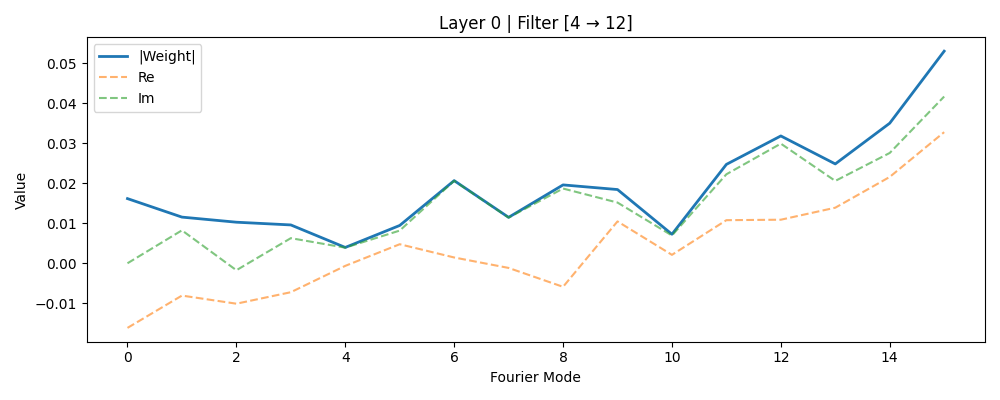 Layer 0 | Filter [4 → 12]
|Weight|
Re
Im
0.05
0.04
0.03
0.02
0.01
0.00
−0.01
Value
0 2 4 6 8 10 12 14
Fourier Mode